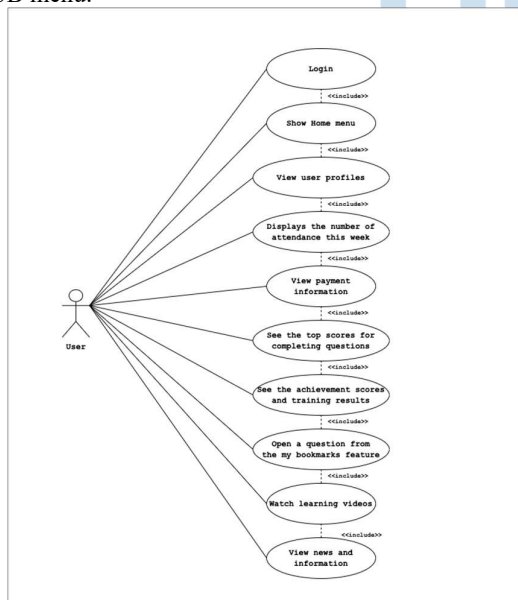 menu.
Login
<<include>>
Show Home menu
<<include>>
View user profiles
<<include>>
Displays the number of
attendance this week
<<include>>
View payment
information
<<include>>
See the top scores for
completing questions
<<include>>
See the achievement scores
and training results
<<include>>
Open a question from
the my bookmarks feature
<<include>>
Watch learning videos
<<include>>
View news and
information
User